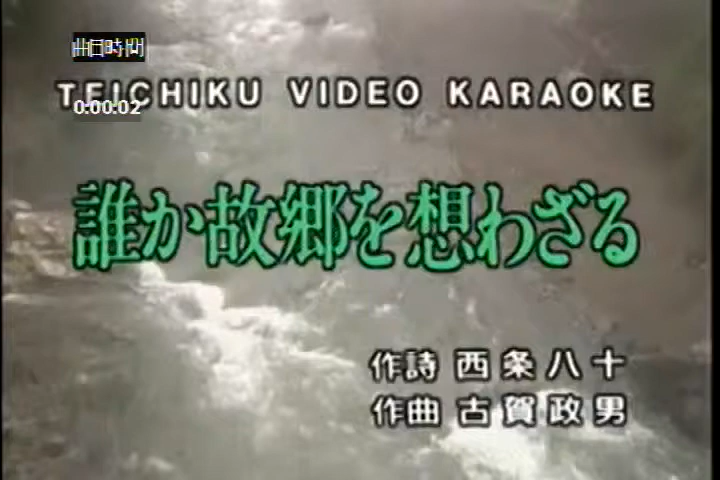 曲目時間
TEICHIKU VIDEO KARAOKE
0:00:02
誰か故郷を想わざる
作詩 西条八十
作曲 古賀政男